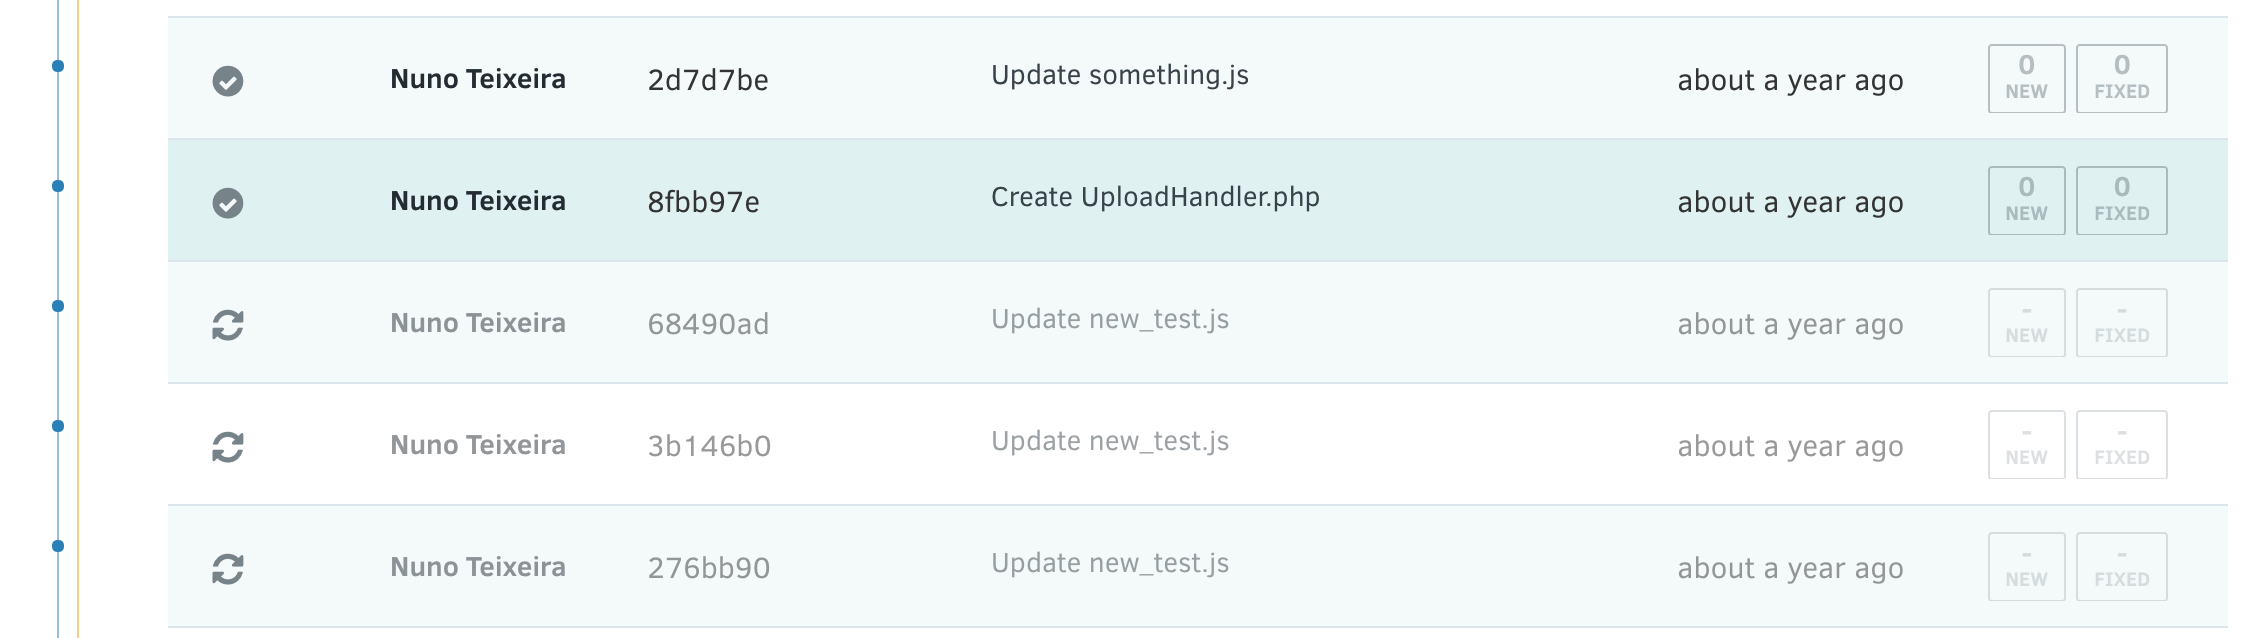 Nuno Teixeira 2d7d7be Update something.js about a year ago 0 NEW 0 FIXED
Nuno Teixeira 8fbb97e Create UploadHandler.php about a year ago 0 NEW 0 FIXED
Nuno Teixeira 68490ad Update new_test.js about a year ago - NEW - FIXED
Nuno Teixeira 3b146b0 Update new_test.js about a year ago - NEW - FIXED
Nuno Teixeira 276bb90 Update new_test.js about a year ago - NEW - FIXED